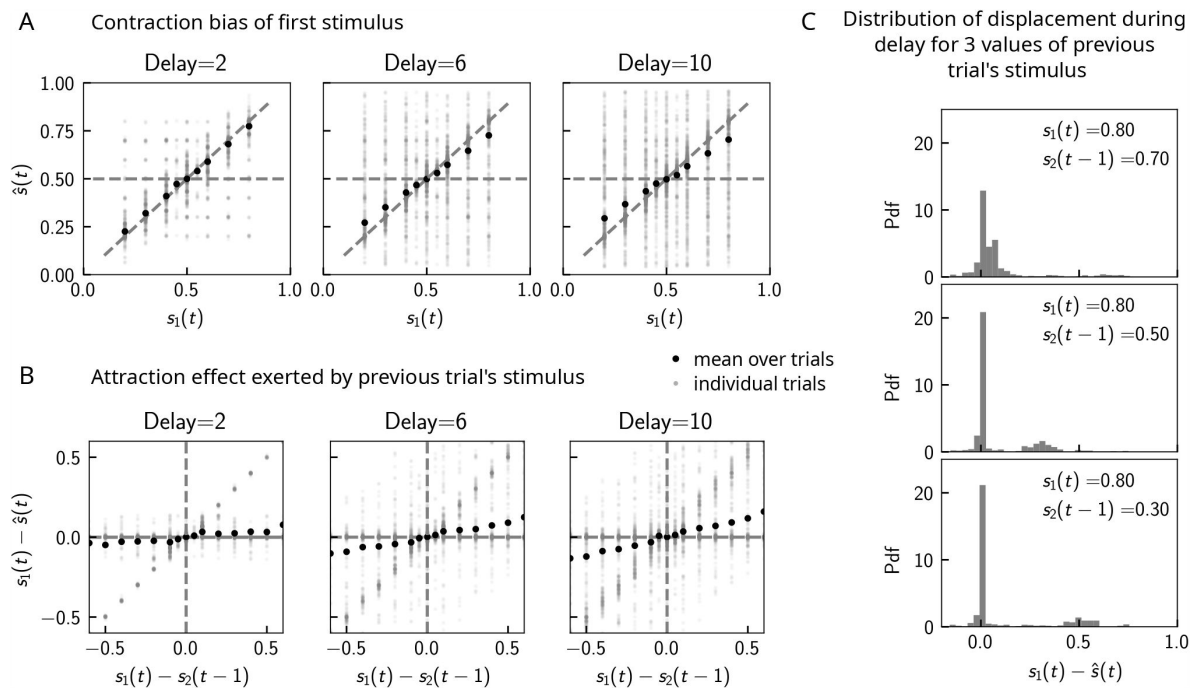 A
Contraction bias of first stimulus
Delay=2
Delay=6
Delay=10
1.00
0.75
0.50
0.25
0.00
ŝ(t)
0.0
0.5
1.0
0.0
0.5
1.0
0.0
0.5
1.0
s₁(t)
s₁(t)
s₁(t)
B
Attraction effect exerted by previous trial's stimulus
mean over trials
individual trials
Delay=2
Delay=6
Delay=10
0.5
0.0
−0.5
s₁(t) − ŝ(t)
−0.5
0.0
0.5
−0.5
0.0
0.5
−0.5
0.0
0.5
s₁(t) − s₂(t − 1)
s₁(t) − s₂(t − 1)
s₁(t) − s₂(t − 1)
C
Distribution of displacement during
delay for 3 values of previous
trial's stimulus
s₁(t) =0.80
s₂(t − 1) =0.70
20
10
0
Pdf
s₁(t) =0.80
s₂(t − 1) =0.50
20
10
0
Pdf
s₁(t) =0.80
s₂(t − 1) =0.30
20
10
0
Pdf
0.0
0.5
1.0
s₁(t) − ŝ(t)